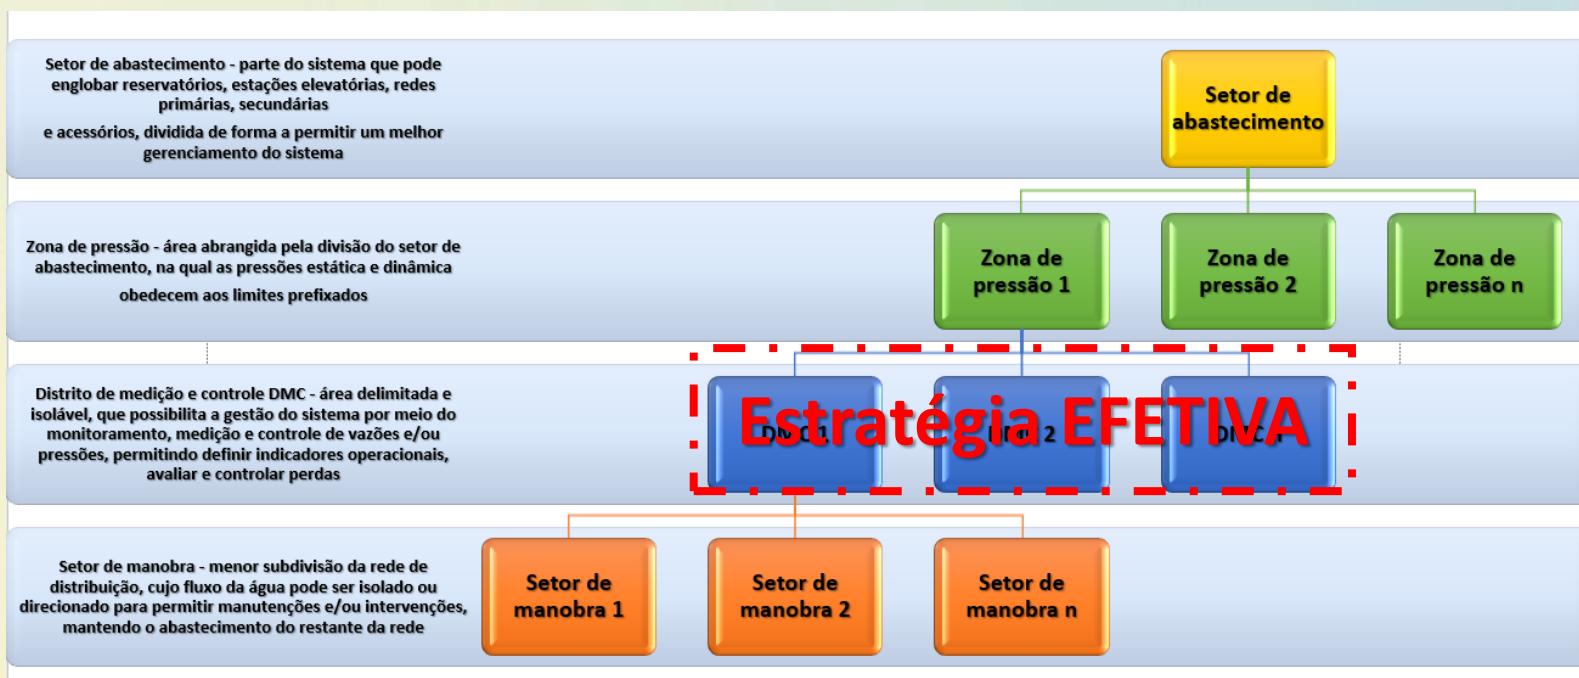 Setor de abastecimento - parte do sistema que pode
englobar reservatórios, estações elevatórias, redes
primárias, secundárias
e acessórios, dividida de forma a permitir um melhor
gerenciamento do sistema
Setor de
abastecimento
Zona de pressão - área abrangida pela divisão do setor de
abastecimento, na qual as pressões estática e dinâmica
obedecem aos limites prefixados
Zona de
pressão 1
Zona de
pressão 2
Zona de
pressão n
Distrito de medição e controle DMC - área delimitada e
isolável, que possibilita a gestão do sistema por meio do
monitoramento, medição e controle de vazões e/ou
pressões, permitindo definir indicadores operacionais,
avaliar e controlar perdas
Estratégia EFETIVA
DMC 1
DMC 2
DMC
Setor de manobra - menor subdivisão da rede de
distribuição, cujo fluxo da água pode ser isolado ou
direcionado para permitir manutenções e/ou intervenções,
mantendo o abastecimento do restante da rede
Setor de
manobra 1
Setor de
manobra 2
Setor de
manobra n